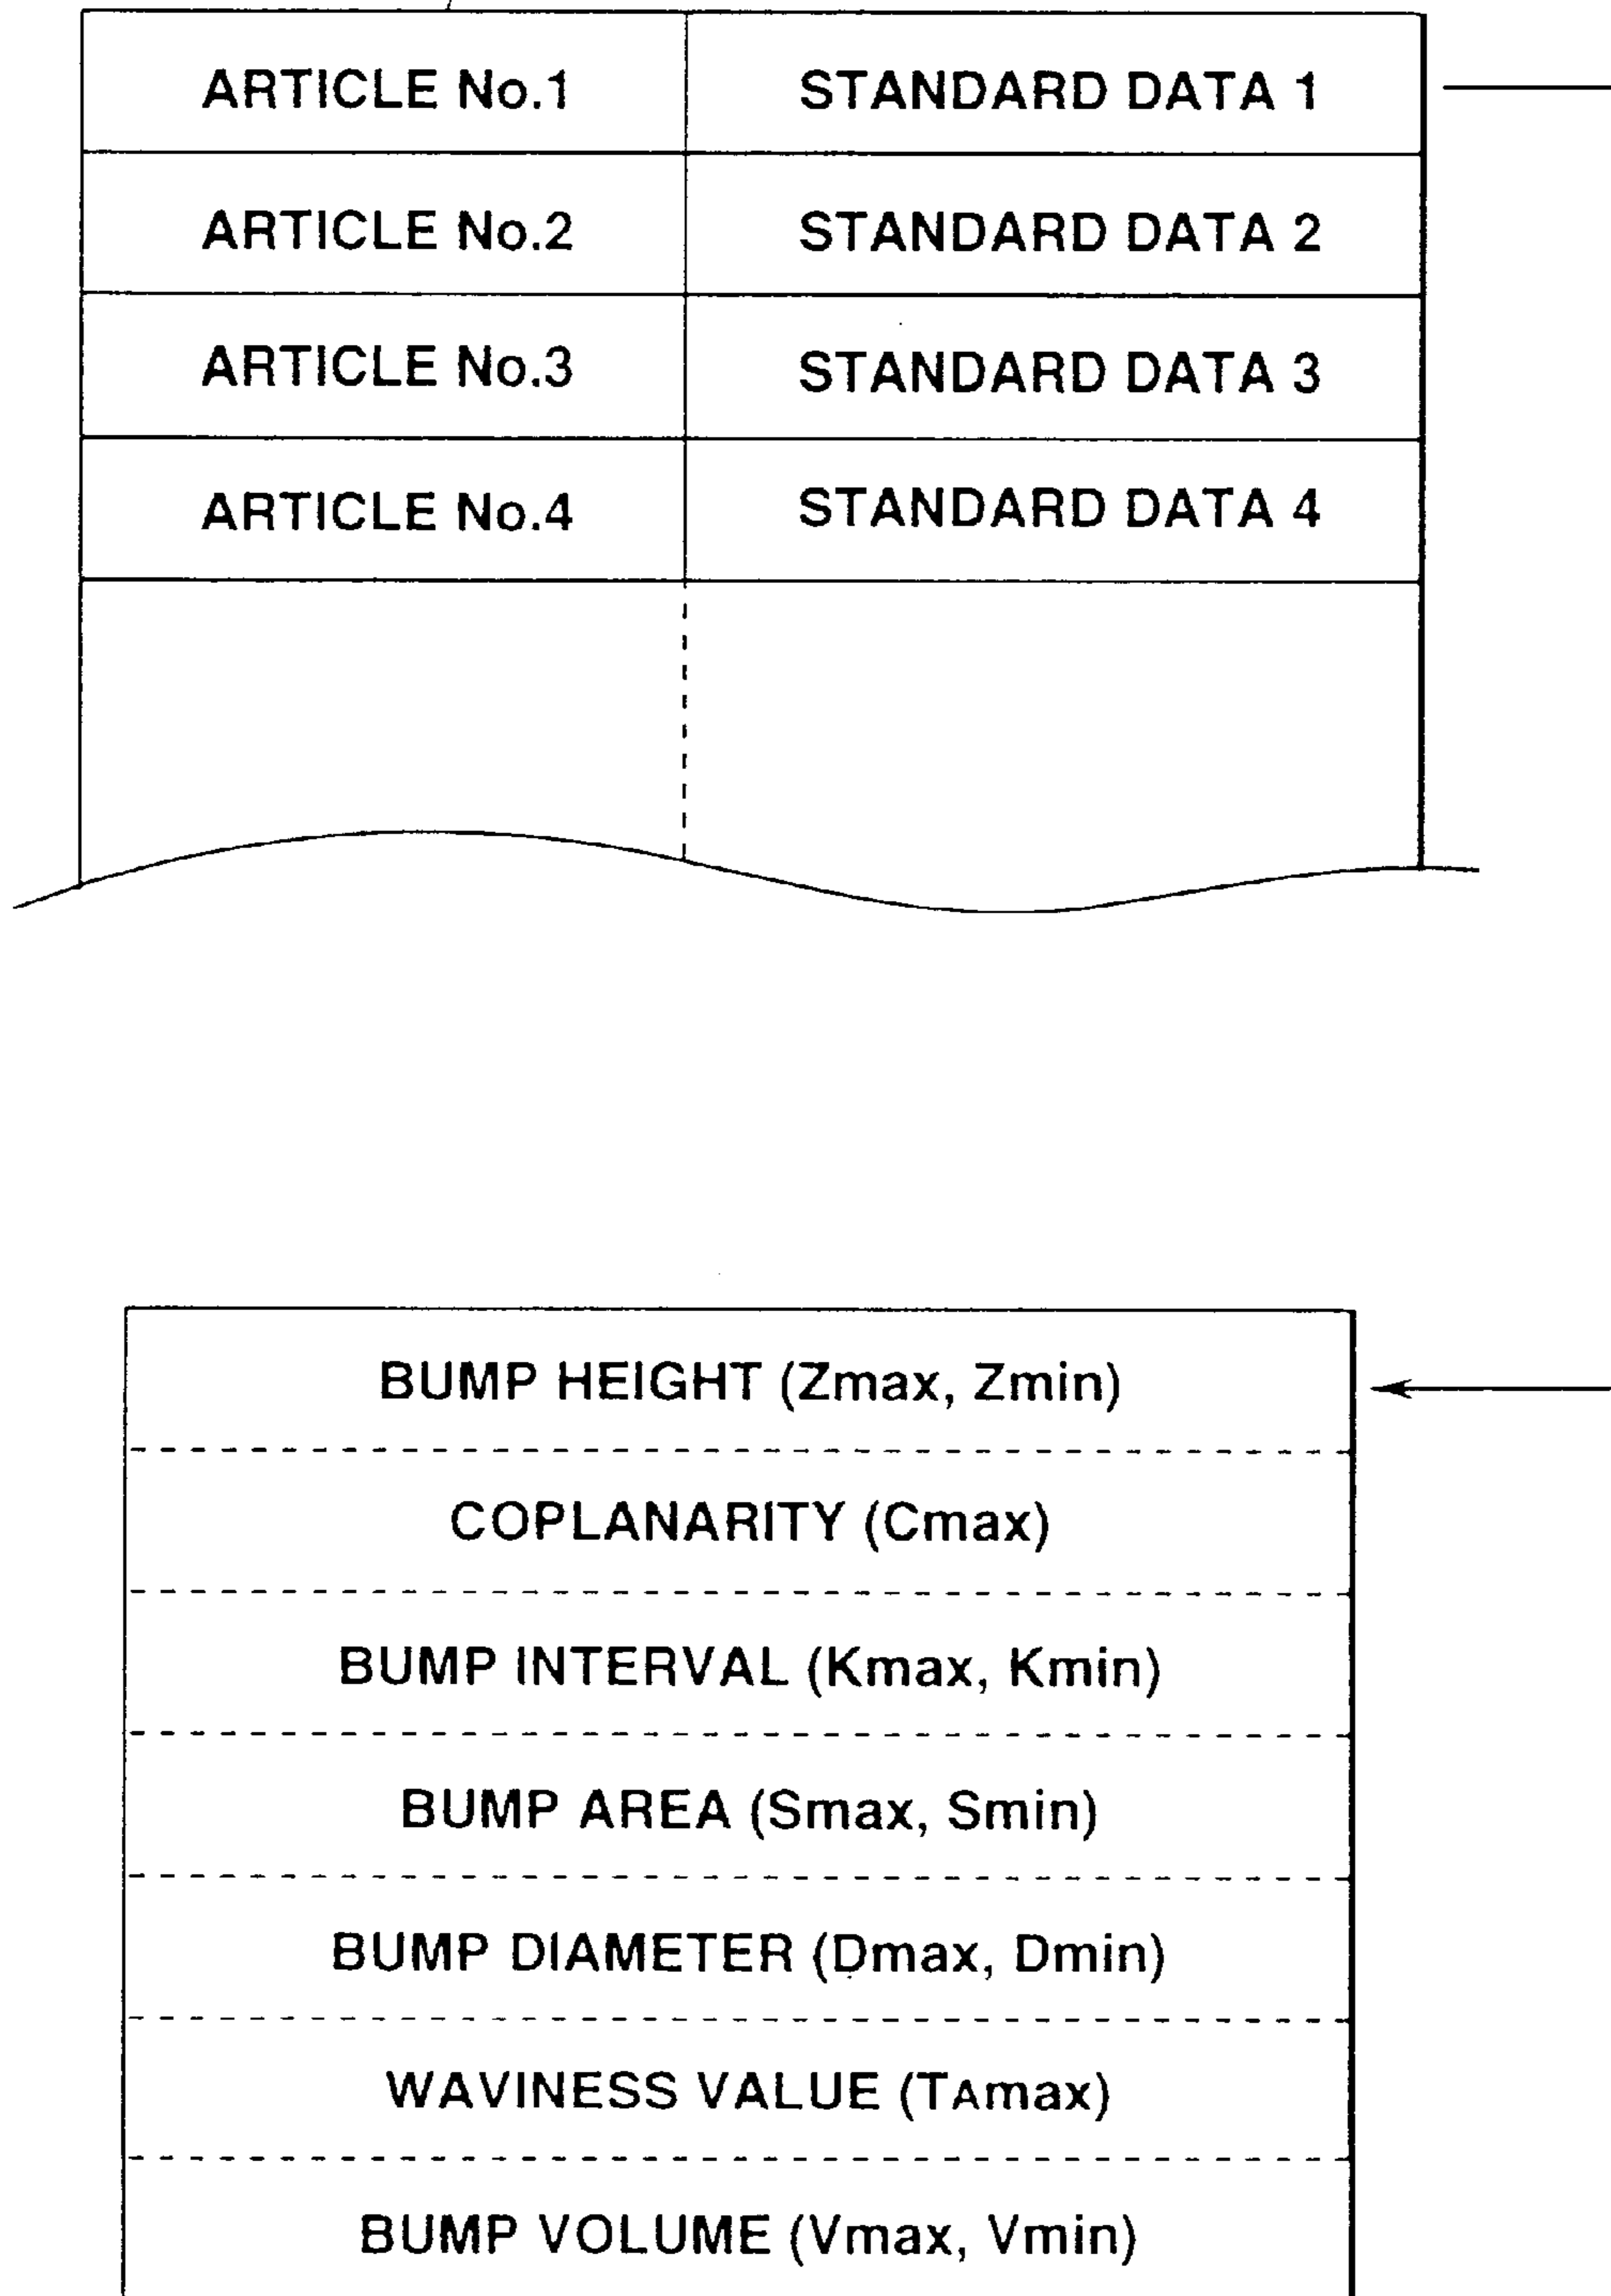 ARTICLE No.1 STANDARD DATA 1
ARTICLE No.2 STANDARD DATA 2
ARTICLE No.3 STANDARD DATA 3
ARTICLE No.4 STANDARD DATA 4
BUMP HEIGHT (Zmax, Zmin)
COPLANARITY (Cmax)
BUMP INTERVAL (Kmax, Kmin)
BUMP AREA (Smax, Smin)
BUMP DIAMETER (Dmax, Dmin)
WAVINESS VALUE (TAmax)
BUMP VOLUME (Vmax, Vmin)